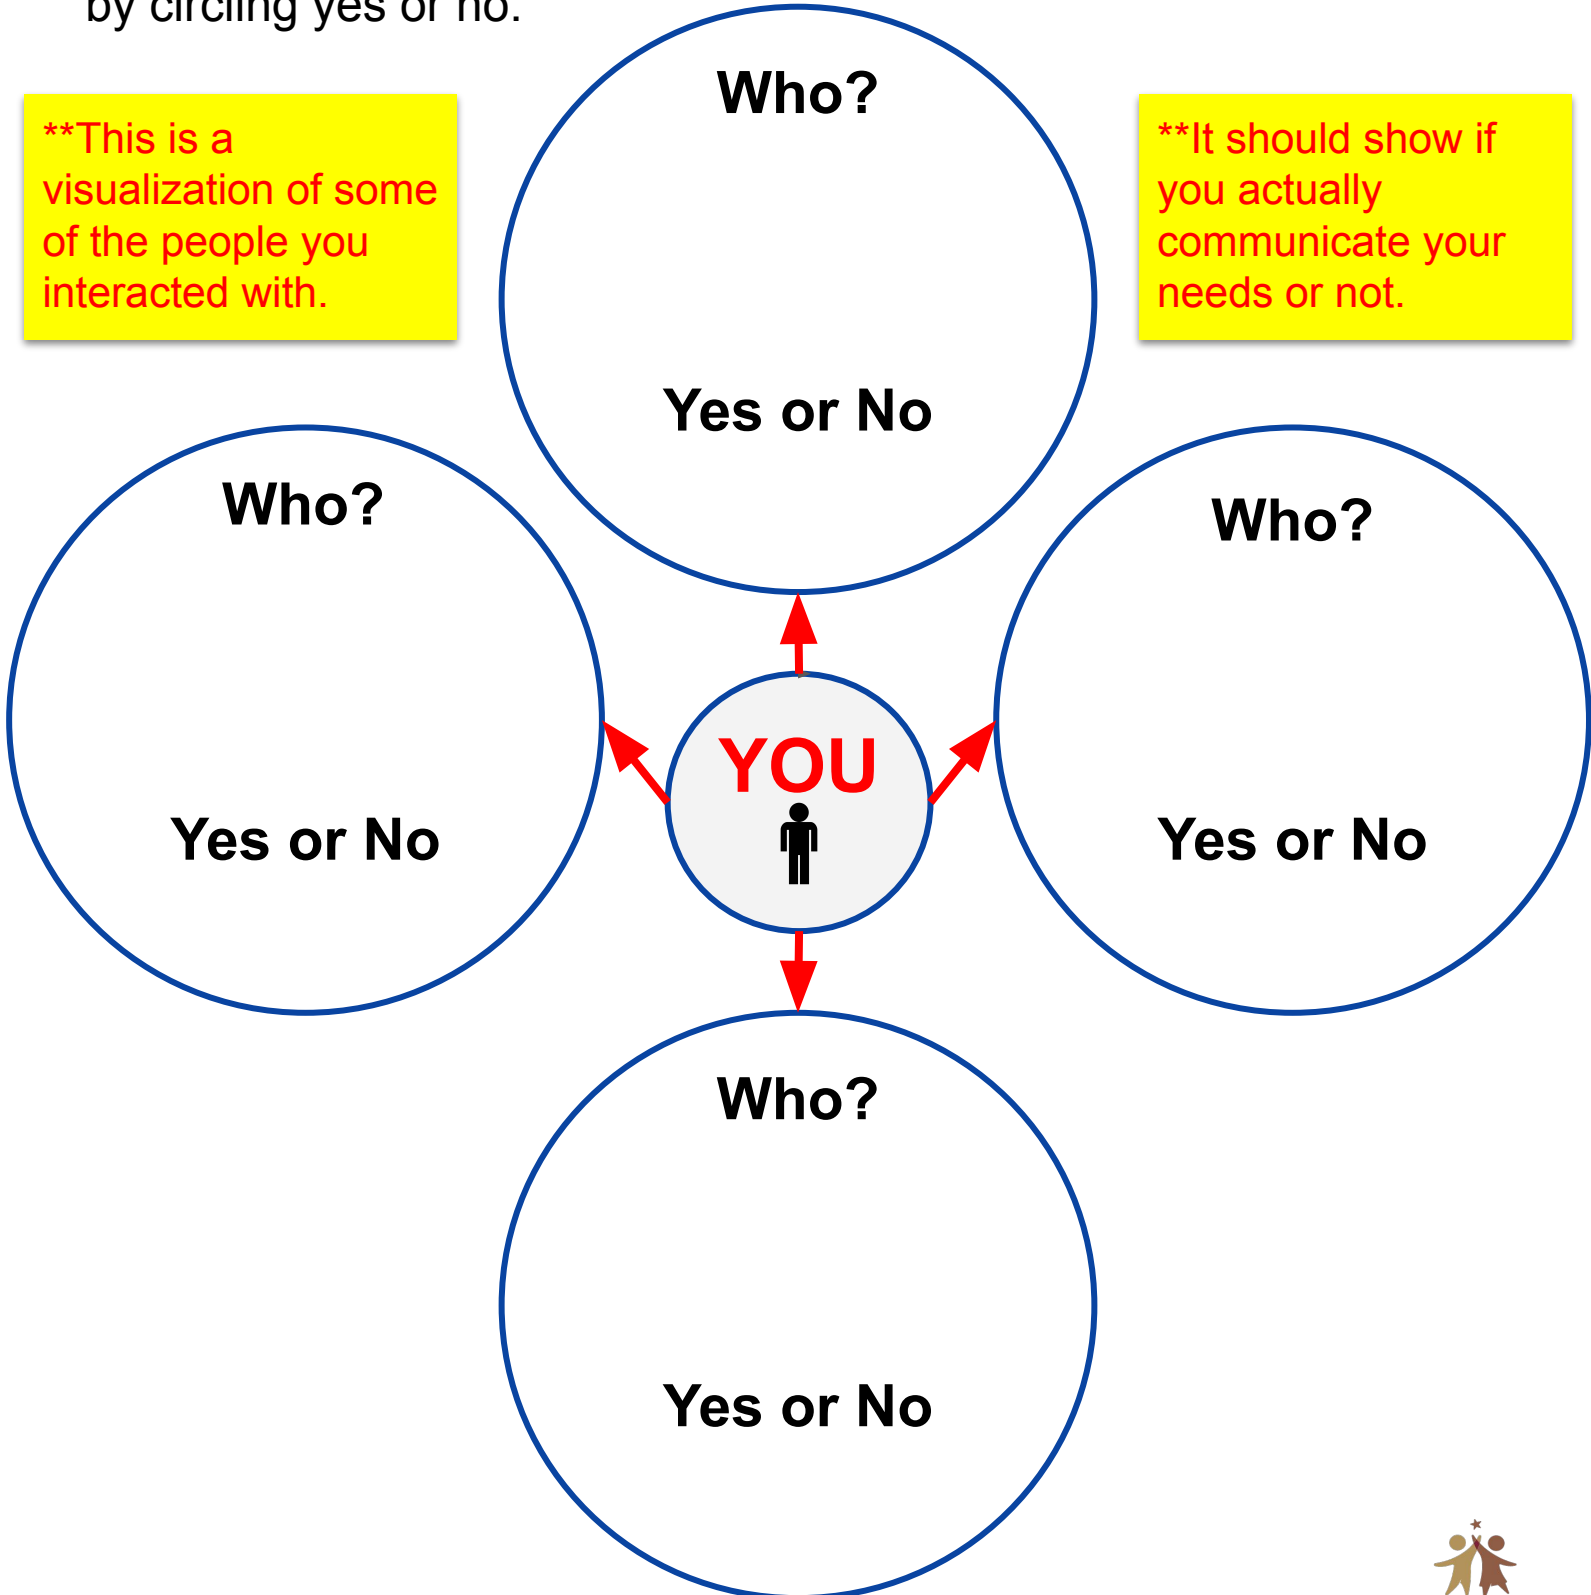 by circling yes or no.
Who?
**This is a
visualization of some
of the people you
interacted with.
**It should show if
you actually
communicate your
needs or not.
Yes or No
Who?
Who?
YOU
Yes or No
Yes or No
Who?
Yes or No